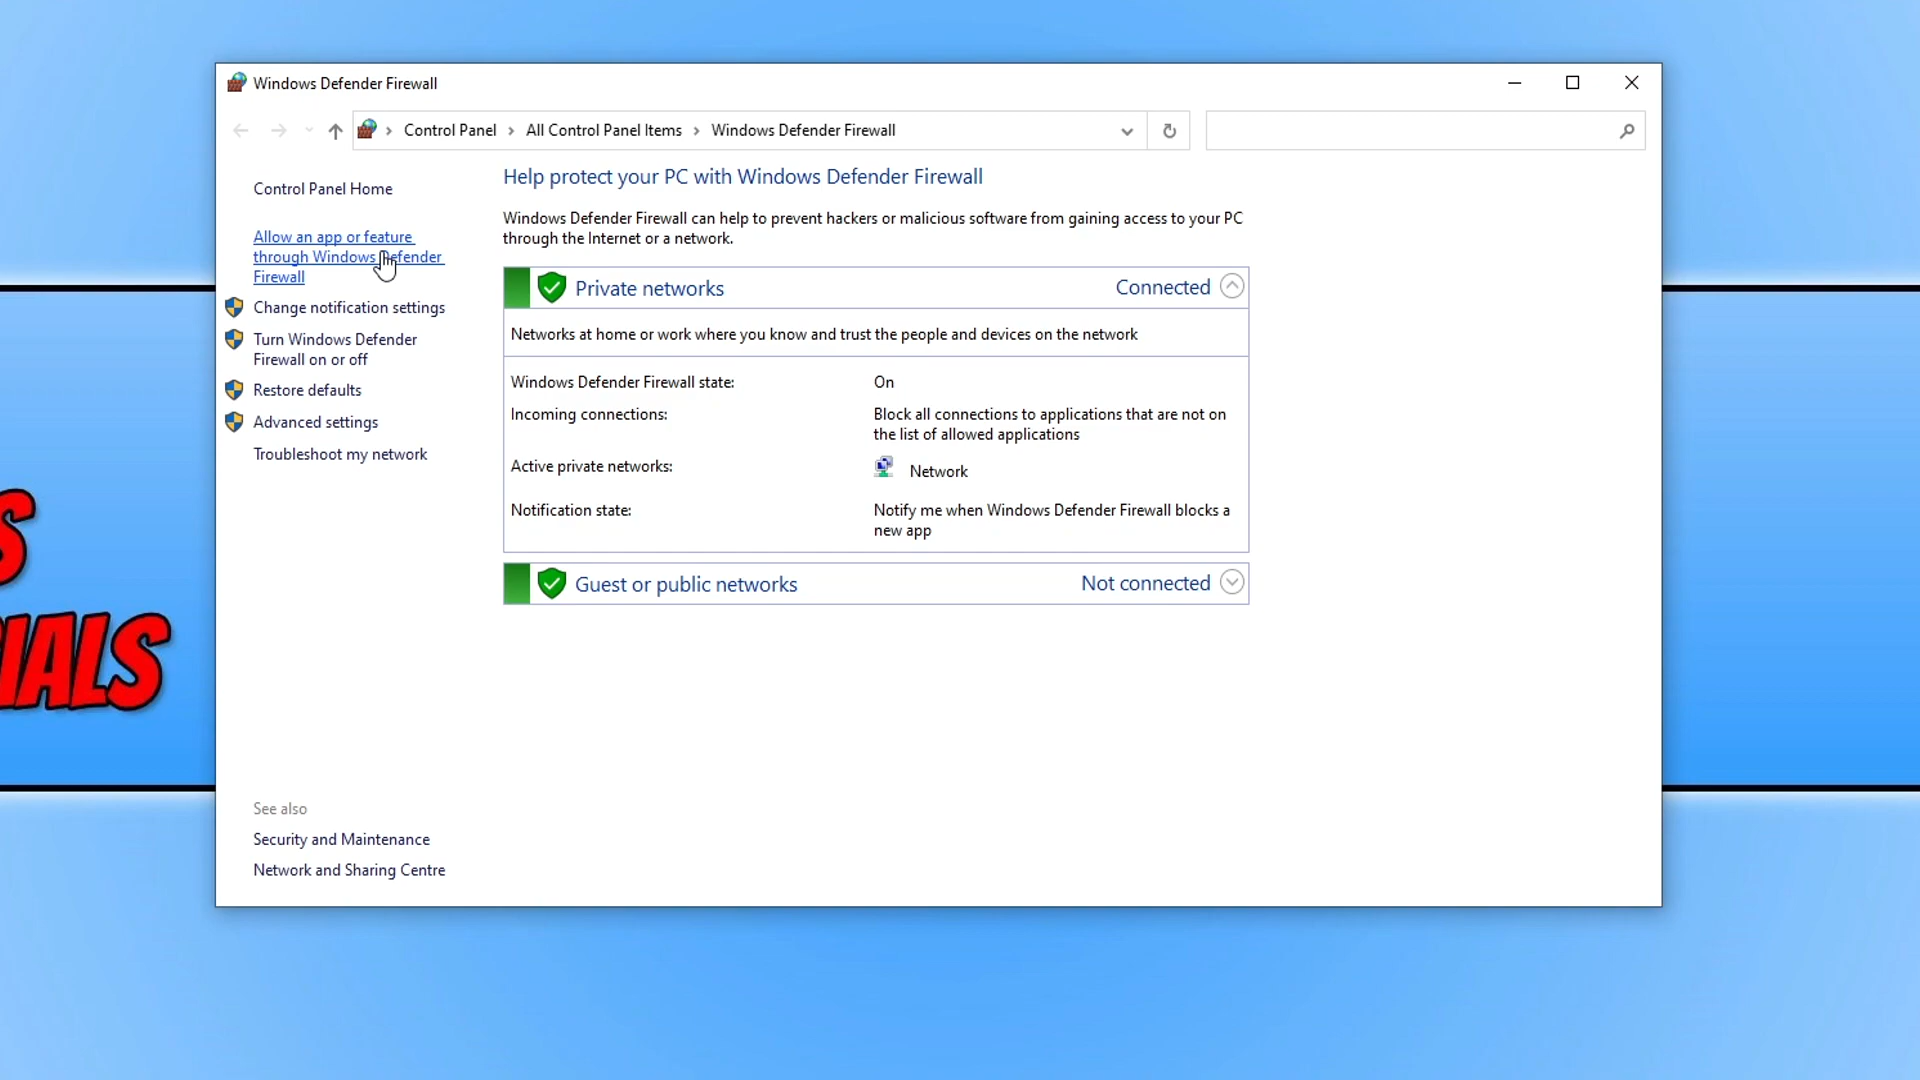 Windows Defender Firewall
Control Panel > All Control Panel Items > Windows Defender Firewall
Control Panel Home
Allow an app or feature
through Windows Defender
Firewall
Change notification settings
Turn Windows Defender
Firewall on or off
Restore defaults
Advanced settings
Troubleshoot my network
See also
Security and Maintenance
Network and Sharing Centre
Help protect your PC with Windows Defender Firewall
Windows Defender Firewall can help to prevent hackers or malicious software from gaining access to your PC
through the Internet or a network.
Private networks Connected
Networks at home or work where you know and trust the people and devices on the network
Windows Defender Firewall state: On
Incoming connections: Block all connections to applications that are not on
the list of allowed applications
Active private networks: Network
Notification state: Notify me when Windows Defender Firewall blocks a
new app
Guest or public networks Not connected
S
IALS